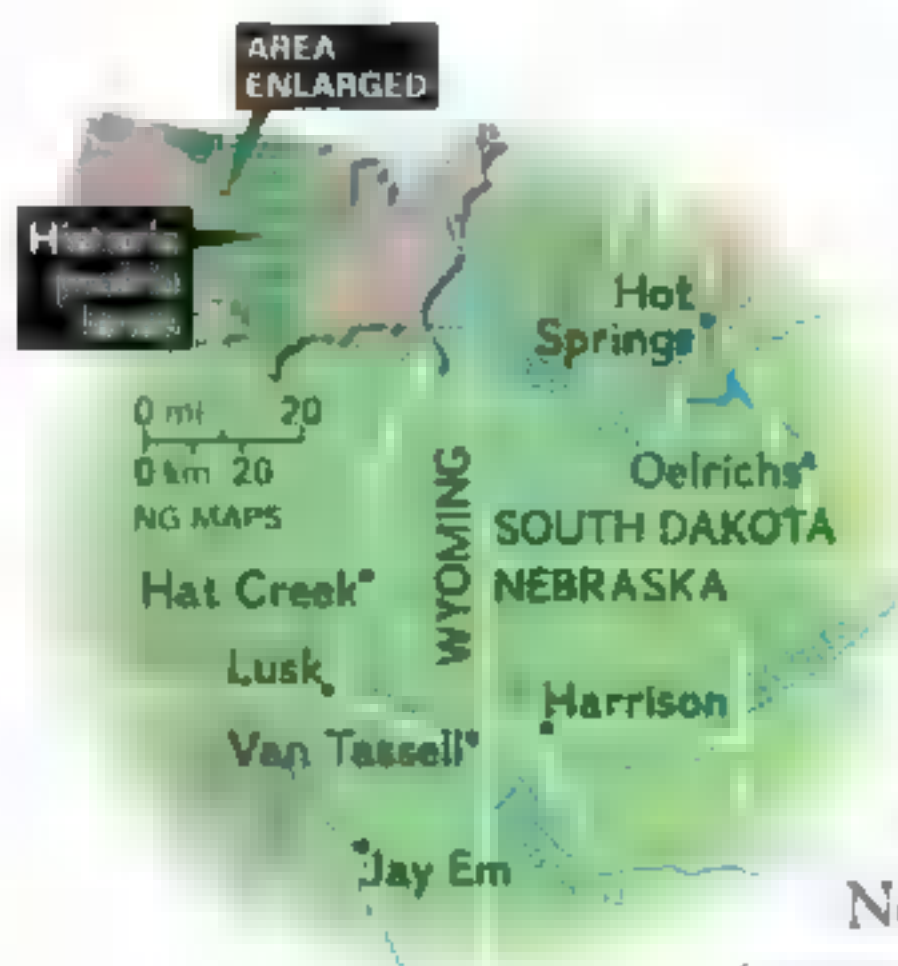 AREA
ENLARGED
Historic
Hot
Springs
0 mi 20
0 km 20
NG MAPS
Oelrichs
WYOMING
SOUTH DAKOTA
NEBRASKA
Hat Creek
Lusk
Harrison
Van Tassell
Jay Em